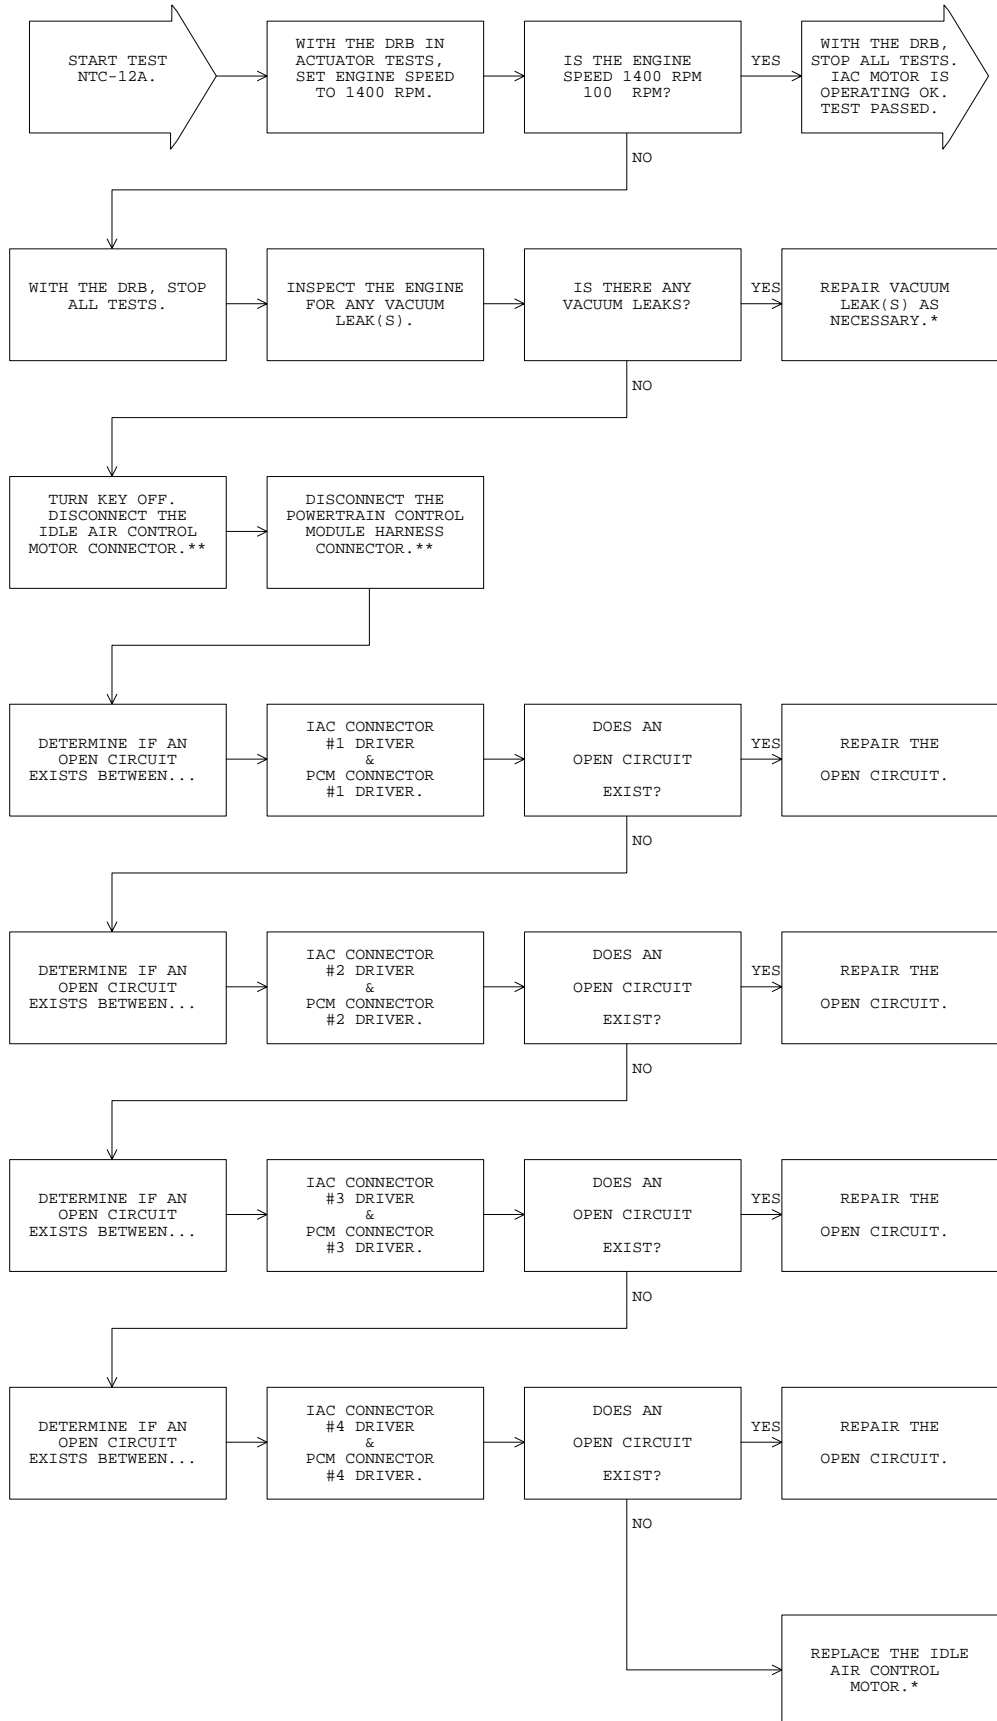 START TEST
NTC-12A.
WITH THE DRB IN
ACTUATOR TESTS,
SET ENGINE SPEED
TO 1400 RPM.
IS THE ENGINE
SPEED 1400 RPM
100 RPM?
YES
WITH THE DRB,
STOP ALL TESTS.
IAC MOTOR IS
OPERATING OK.
TEST PASSED.
NO
WITH THE DRB, STOP
ALL TESTS.
INSPECT THE ENGINE
FOR ANY VACUUM
LEAK(S).
IS THERE ANY
VACUUM LEAKS?
YES
REPAIR VACUUM
LEAK(S) AS
NECESSARY.*
NO
TURN KEY OFF.
DISCONNECT THE
IDLE AIR CONTROL
MOTOR CONNECTOR.**
DISCONNECT THE
POWERTRAIN CONTROL
MODULE HARNESS
CONNECTOR.**
DETERMINE IF AN
OPEN CIRCUIT
EXISTS BETWEEN...
IAC CONNECTOR
#1 DRIVER
&
PCM CONNECTOR
#1 DRIVER.
DOES AN
OPEN CIRCUIT
EXIST?
YES
REPAIR THE
OPEN CIRCUIT.
NO
DETERMINE IF AN
OPEN CIRCUIT
EXISTS BETWEEN...
IAC CONNECTOR
#2 DRIVER
&
PCM CONNECTOR
#2 DRIVER.
DOES AN
OPEN CIRCUIT
EXIST?
YES
REPAIR THE
OPEN CIRCUIT.
NO
DETERMINE IF AN
OPEN CIRCUIT
EXISTS BETWEEN...
IAC CONNECTOR
#3 DRIVER
&
PCM CONNECTOR
#3 DRIVER.
DOES AN
OPEN CIRCUIT
EXIST?
YES
REPAIR THE
OPEN CIRCUIT.
NO
DETERMINE IF AN
OPEN CIRCUIT
EXISTS BETWEEN...
IAC CONNECTOR
#4 DRIVER
&
PCM CONNECTOR
#4 DRIVER.
DOES AN
OPEN CIRCUIT
EXIST?
YES
REPAIR THE
OPEN CIRCUIT.
NO
REPLACE THE IDLE
AIR CONTROL
MOTOR.*